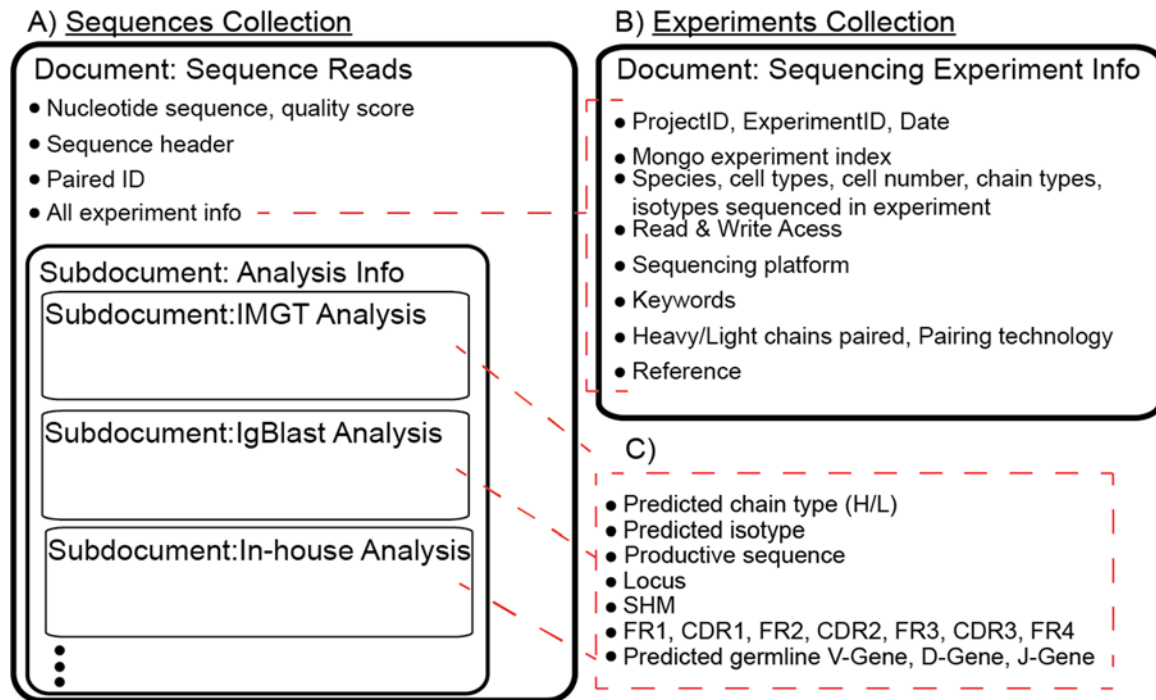 A) Sequences Collection
Document: Sequence Reads
● Nucleotide sequence, quality score
● Sequence header
● Paired ID
● All experiment info
Subdocument: Analysis Info
Subdocument:IMGT Analysis
Subdocument:IgBlast Analysis
Subdocument:In-house Analysis
B) Experiments Collection
Document: Sequencing Experiment Info
● ProjectID, ExperimentID, Date
● Mongo experiment index
● Species, cell types, cell number, chain types,
isotypes sequenced in experiment
● Read & Write Acess
● Sequencing platform
● Keywords
● Heavy/Light chains paired, Pairing technology
● Reference
C)
● Predicted chain type (H/L)
● Predicted isotype
● Productive sequence
● Locus
● SHM
● FR1, CDR1, FR2, CDR2, FR3, CDR3, FR4
● Predicted germline V-Gene, D-Gene, J-Gene